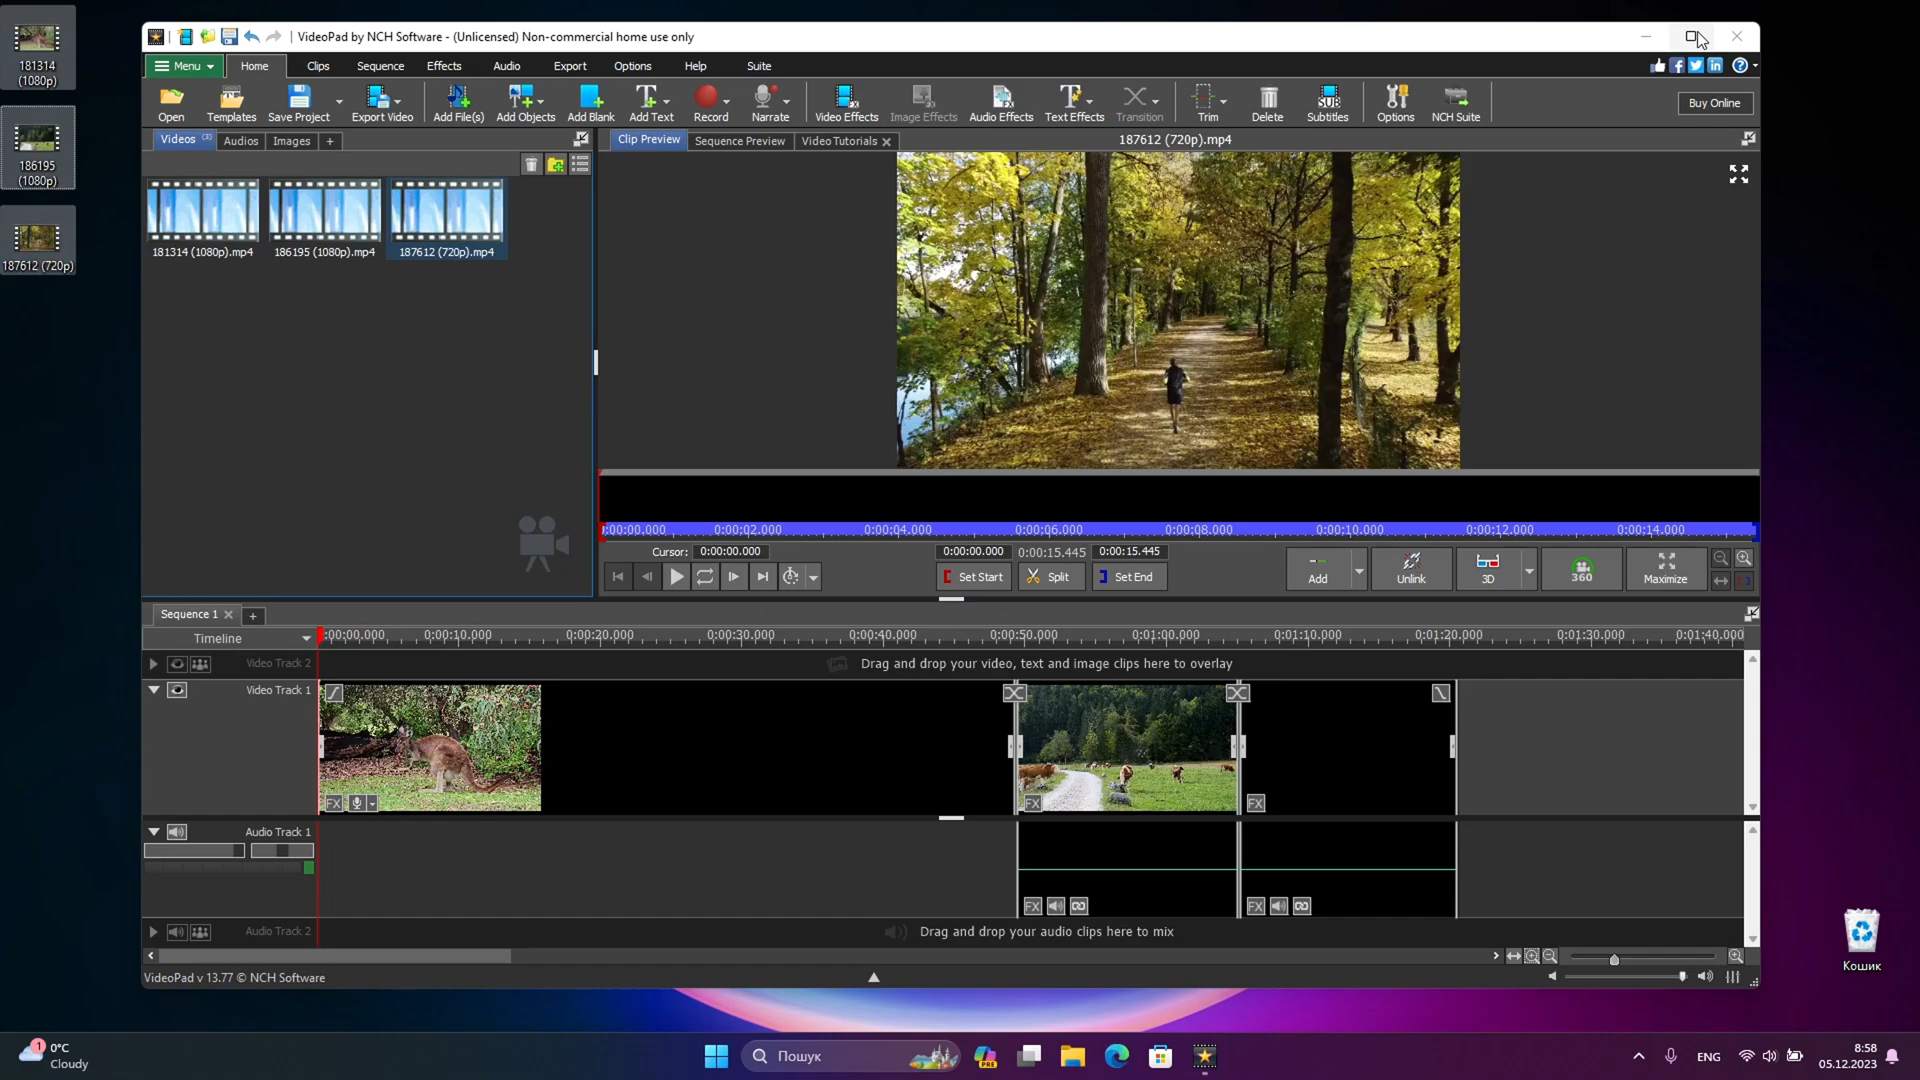 181314
(1080p)
186195
(1080p)
187612 (720p)
VideoPad by NCH Software - (Unlicensed) Non-commercial home use only
Menu Home Clips Sequence Effects Audio Export Options Help Suite
Open Templates Save Project Export Video Add File(s) Add Objects Add Blank Add Text Record Narrate Video Effects Image Effects Audio Effects Text Effects Transition Trim Delete Subtitles Options NCH Suite Buy Online
SUB
Videos (3) Audios Images +
181314 (1080p).mp4 186195 (1080p).mp4 187612 (720p).mp4
Clip Preview Sequence Preview Video Tutorials 187612 (720p).mp4
0:00:00.000 0:00:02.000 0:00:04.000 0:00:06.000 0:00:08.000 0:00:10.000 0:00:12.000 0:00:14.000
Cursor: 0:00:00.000 0:00:00.000 0:00:15.445 0:00:15.445
Set Start Split Set End Add Unlink 3D 360 Maximize
Sequence 1 +
Timeline 0:00:00.000 0:00:10.000 0:00:20.000 0:00:30.000 0:00:40.000 0:00:50.000 0:01:00.000 0:01:10.000 0:01:20.000 0:01:30.000 0:01:40.000
Video Track 2 Drag and drop your video, text and image clips here to overlay
Video Track 1
FX FX FX
Audio Track 1
FX FX
Audio Track 2 Drag and drop your audio clips here to mix
VideoPad v 13.77 © NCH Software
Кошик
1 0°C
Cloudy
Пошук
PRE
ENG
8:58
05.12.2023